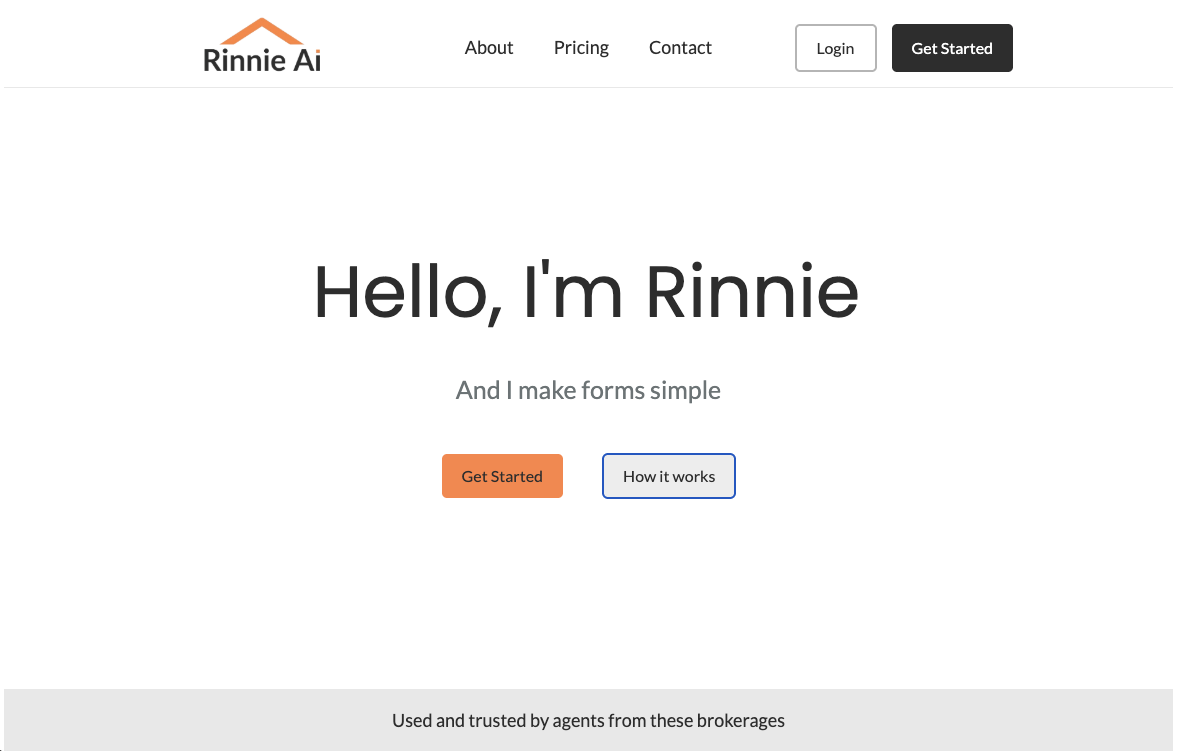 Rinnie Ai
About
Pricing
Contact
Login
Get Started
Hello, I'm Rinnie
And I make forms simple
Get Started
How it works
Used and trusted by agents from these brokerages